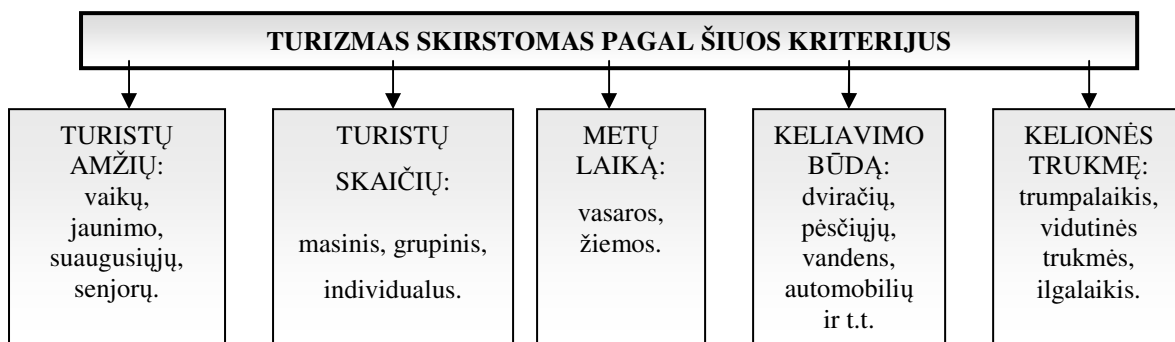 TURIZMAS SKIRSTOMAS PAGAL ŠIUOS KRITERIJUS
TURISTŲ
AMŽIŲ:
vaikų,
jaunimo,
suaugusiųjų,
senjorų.
TURISTŲ
SKAIČIŲ:
masinis, grupinis,
individualus.
METŲ
LAIKĄ:
vasaros,
žiemos.
KELIAVIMO
BŪDĄ:
dviračių,
pėsčiųjų,
vandens,
automobilių
ir t.t.
KELIONĖS
TRUKMĘ:
trumpalaikis,
vidutinės
trukmės,
ilgalaikis.